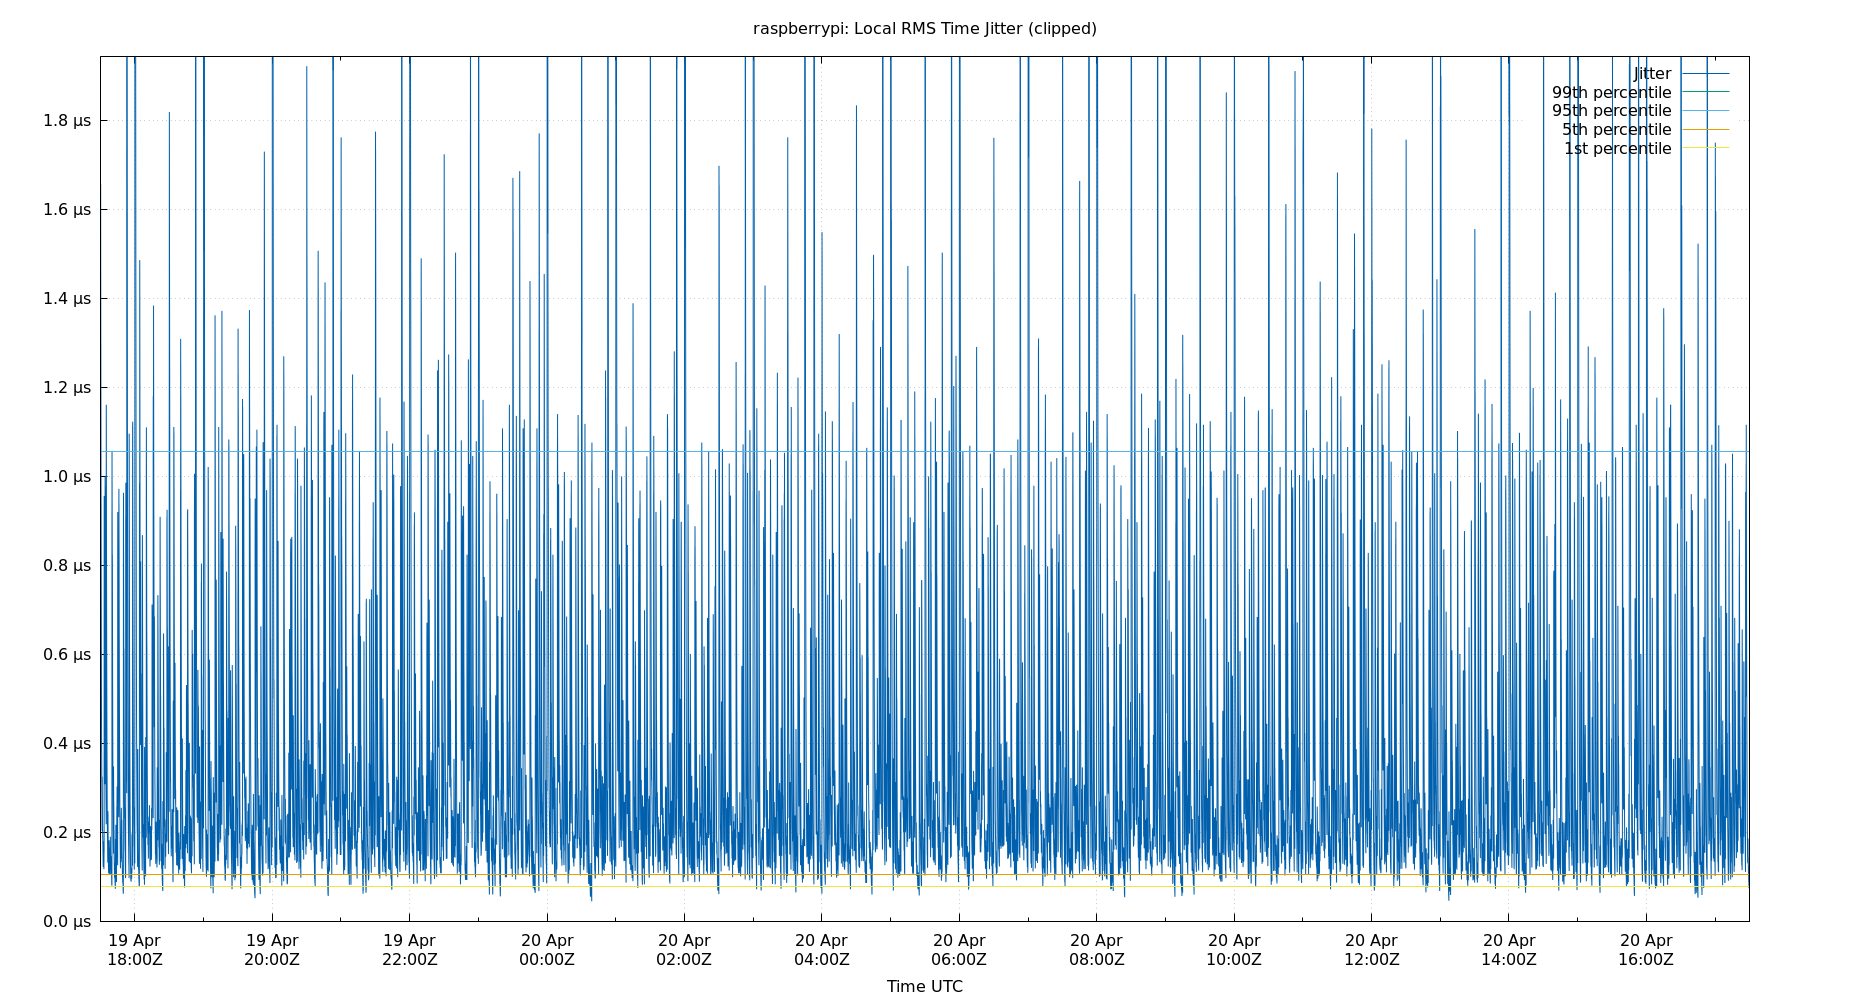 raspberrypi: Local RMS Time Jitter (clipped)
Jitter
99th percentile
95th percentile
5th percentile
1st percentile
1.8 µs
1.6 µs
1.4 µs
1.2 µs
1.0 µs
0.8 µs
0.6 µs
0.4 µs
0.2 µs
0.0 µs
19 Apr 19 Apr 19 Apr 20 Apr 20 Apr 20 Apr 20 Apr 20 Apr 20 Apr 20 Apr 20 Apr 20 Apr
18:00Z 20:00Z 22:00Z 00:00Z 02:00Z 04:00Z 06:00Z 08:00Z 10:00Z 12:00Z 14:00Z 16:00Z
Time UTC